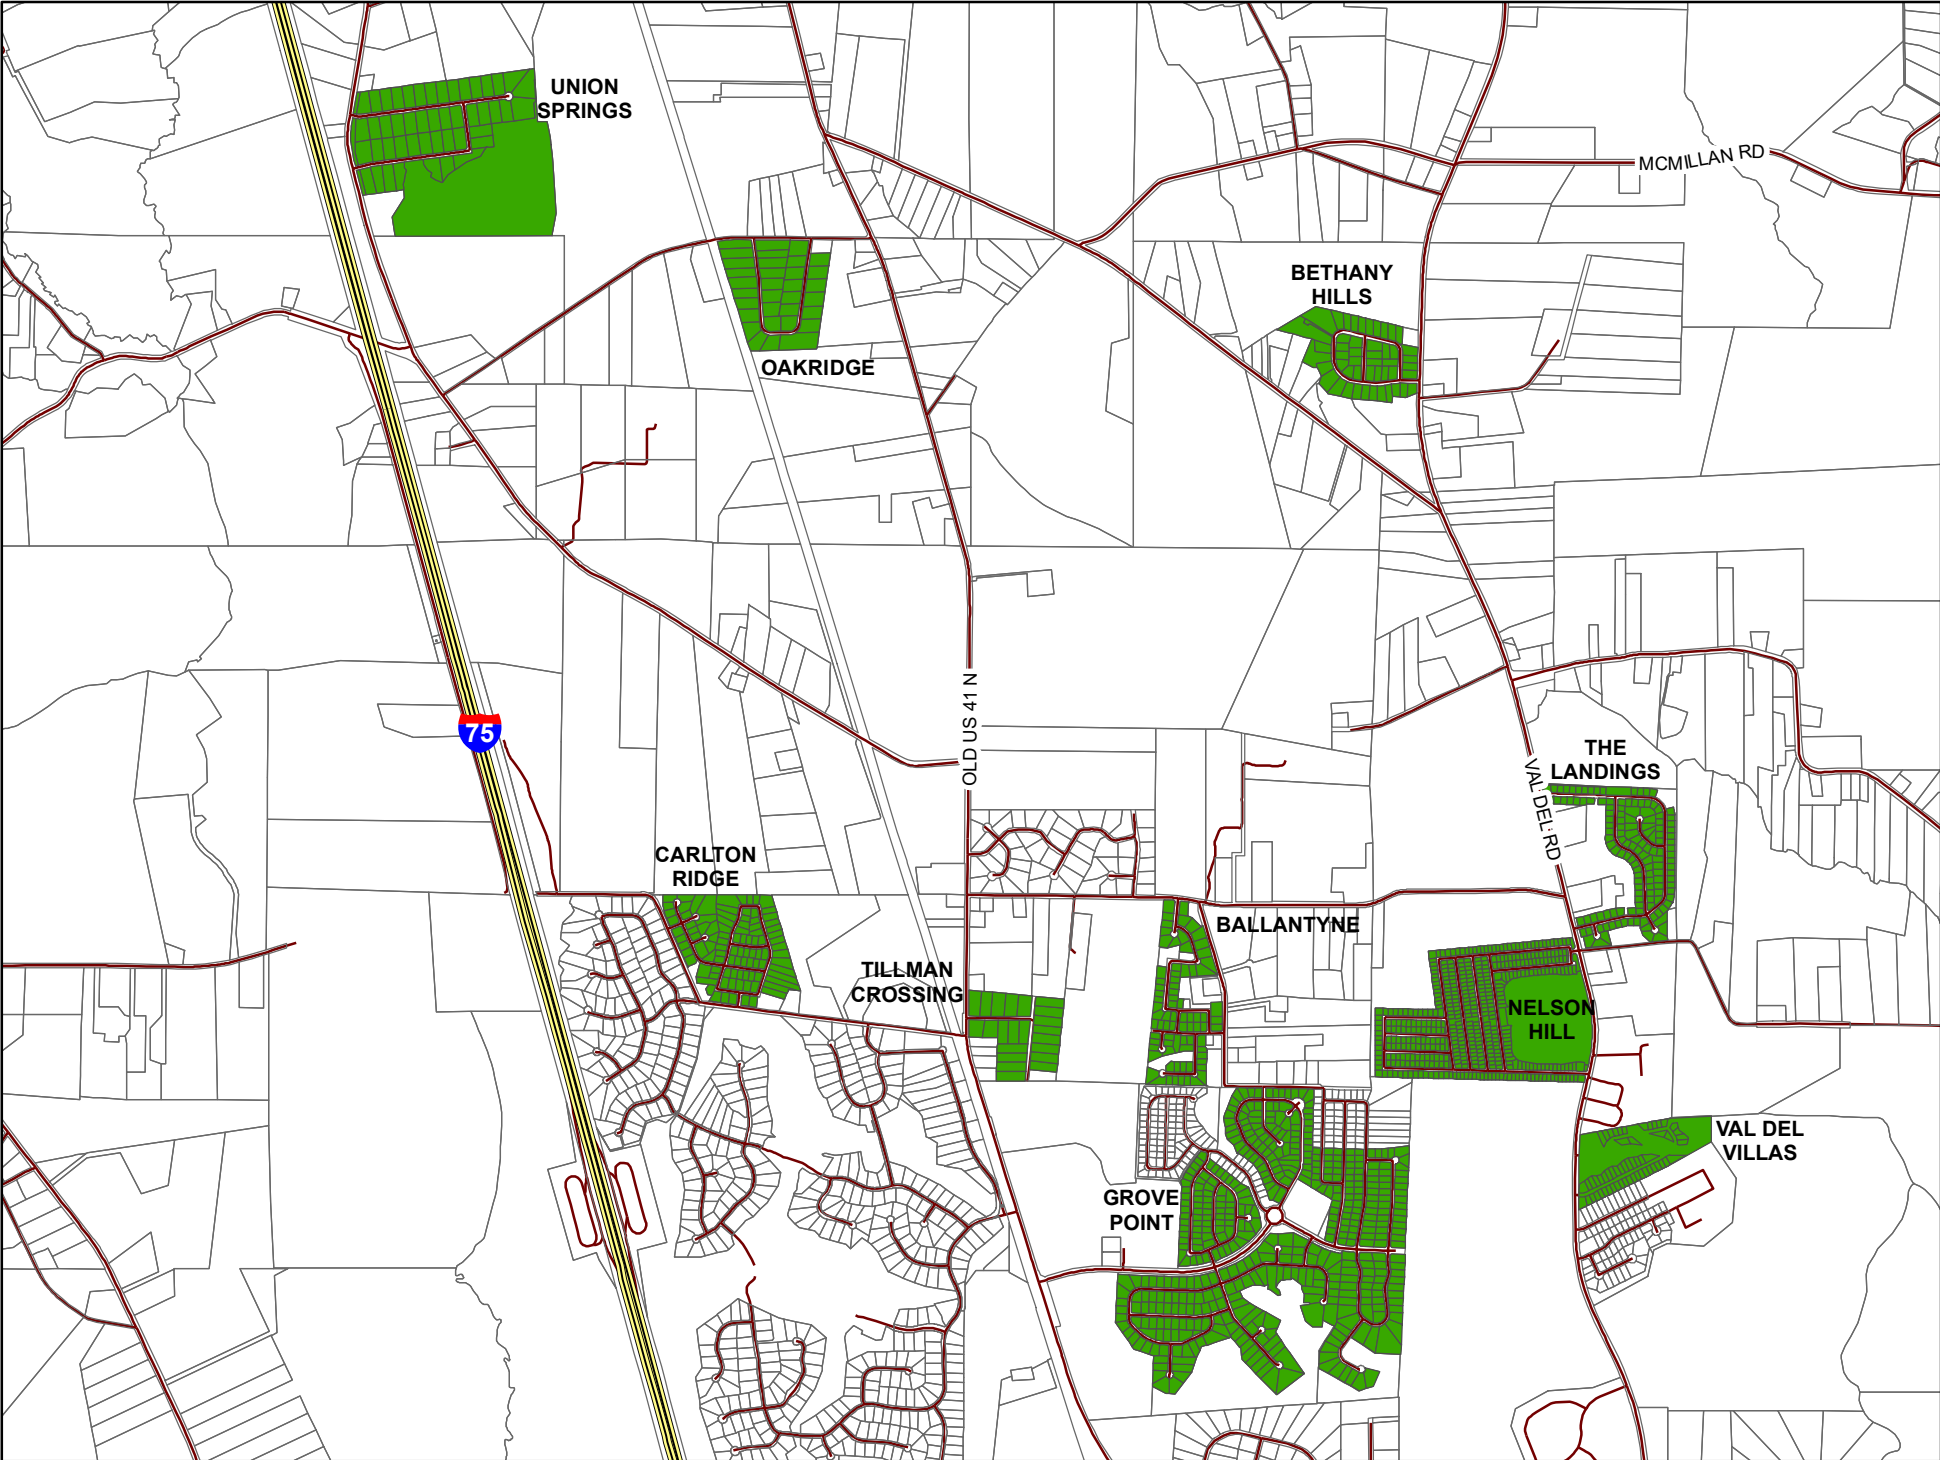 UNION
SPRINGS
MCMILLAN RD
BETHANY
HILLS
OAKRIDGE
OLD US 41 N
75
THE
LANDINGS
VAL DEL RD
CARLTON
RIDGE
BALLANTYNE
TILLMAN
CROSSING
NELSON
HILL
VAL DEL
VILLAS
GROVE
POINT